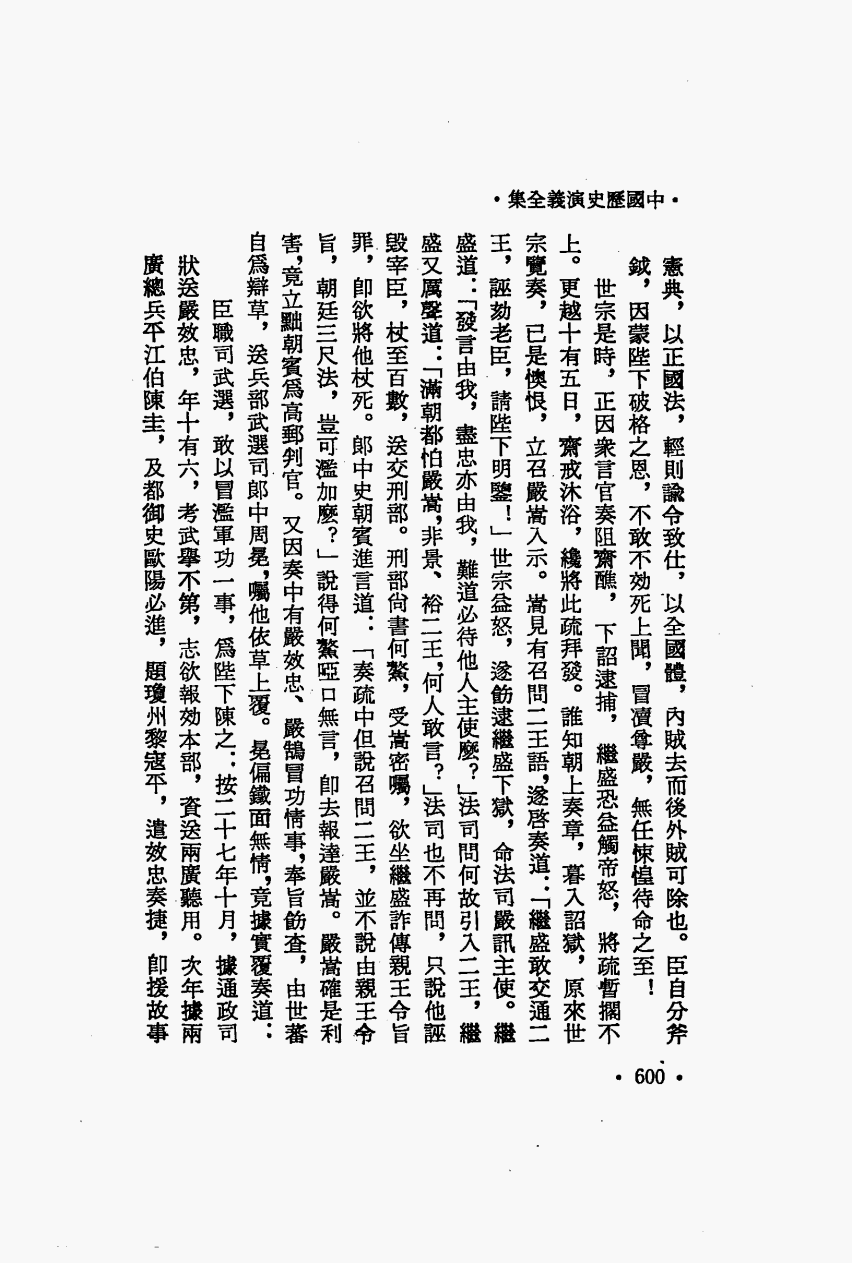 •中國歷史演義全集•
憲典，以正國法，輕則諭令致仕，以全國體，內賊去而後外賊可除也。臣自分斧
鉞，因蒙陛下破格之恩，不敢不効死上聞，冒瀆尊嚴，無任悚惶待命之至！
世宗是時，正因衆言官奏阻齋醮，下詔逮捕，繼盛恐益觸帝怒，將疏暫擱不
上。更越十有五日，齋戒沐浴，纔將此疏拜發。誰知朝上奏章，暮入詔獄，原來世
宗覽奏，已是懊恨，立召嚴嵩入示。嵩見有召問二王語，遂啓奏道：「繼盛敢交通二
王，誣劾老臣，請陛下明鑒！」世宗益怒，遂飭逮繼盛下獄，命法司嚴訊主使。繼
盛道：「發言由我，盡忠亦由我，難道必待他人主使麼？」法司問何故引入二王，繼
盛又厲聲道：「滿朝都怕嚴嵩，非景、裕二王，何人敢言？」法司也不再問，只說他誣
毀宰臣，杖至百數，送交刑部。刑部尙書何鰲，受嵩密囑，欲坐繼盛詐傳親王令旨
罪，卽欲將他杖死。郞中史朝賓進言道：「奏疏中但說召問二王，並不說由親王令
旨，朝廷三尺法，豈可濫加麼？」說得何鰲啞口無言，卽去報達嚴嵩。嚴嵩確是利
害，竟立黜朝賓爲高郵判官。又因奏中有嚴效忠、嚴鵠冒功情事，奉旨飭查，由世蕃
自爲辯草，送兵部武選司郞中周冕，囑他依草上覆。冕偏鐵面無情，竟據實覆奏道：
臣職司武選，敢以冒濫軍功一事，爲陛下陳之：按二十七年十月，據通政司
狀送嚴效忠，年十有六，考武擧不第，志欲報効本部，資送兩廣聽用。次年據兩
廣總兵平江伯陳圭，及都御史歐陽必進，題瓊州黎寇平，遣效忠奏捷，卽援故事
•600•